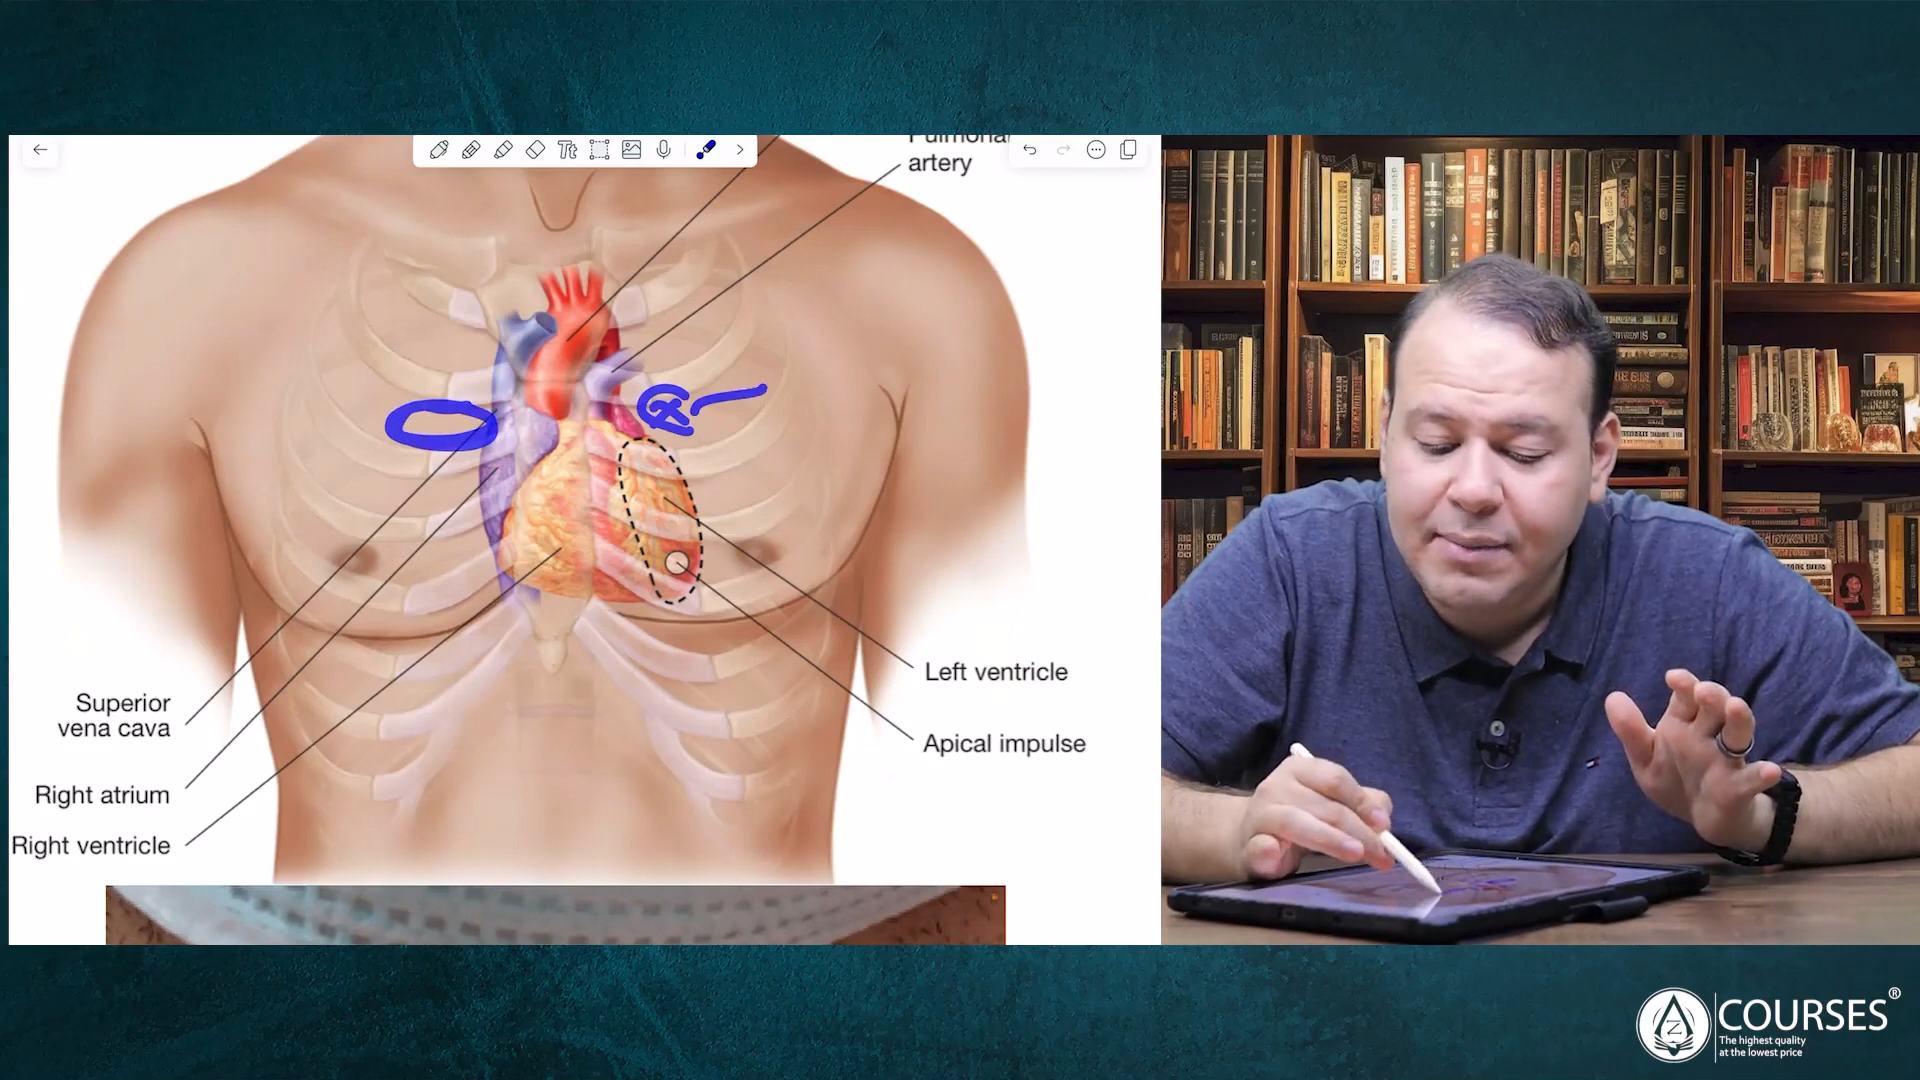 artery
Tt
Superior
vena cava
Right atrium
Right ventricle
Left ventricle
Apical impulse
COURSES®
The highest quality
at the lowest price